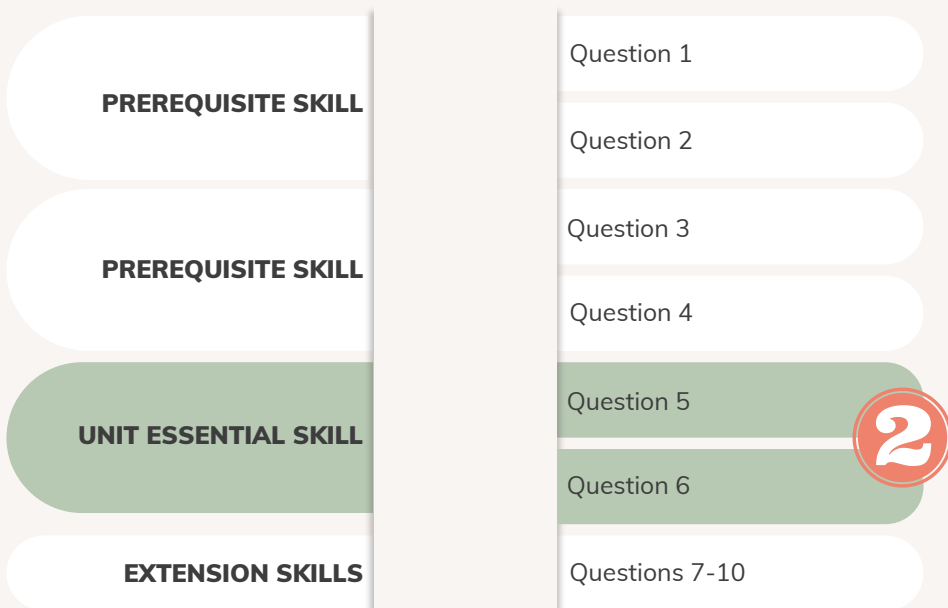 PREREQUISITE SKILL
Question 1
Question 2
PREREQUISITE SKILL
Question 3
Question 4
UNIT ESSENTIAL SKILL
Question 5
2
Question 6
EXTENSION SKILLS
Questions 7-10